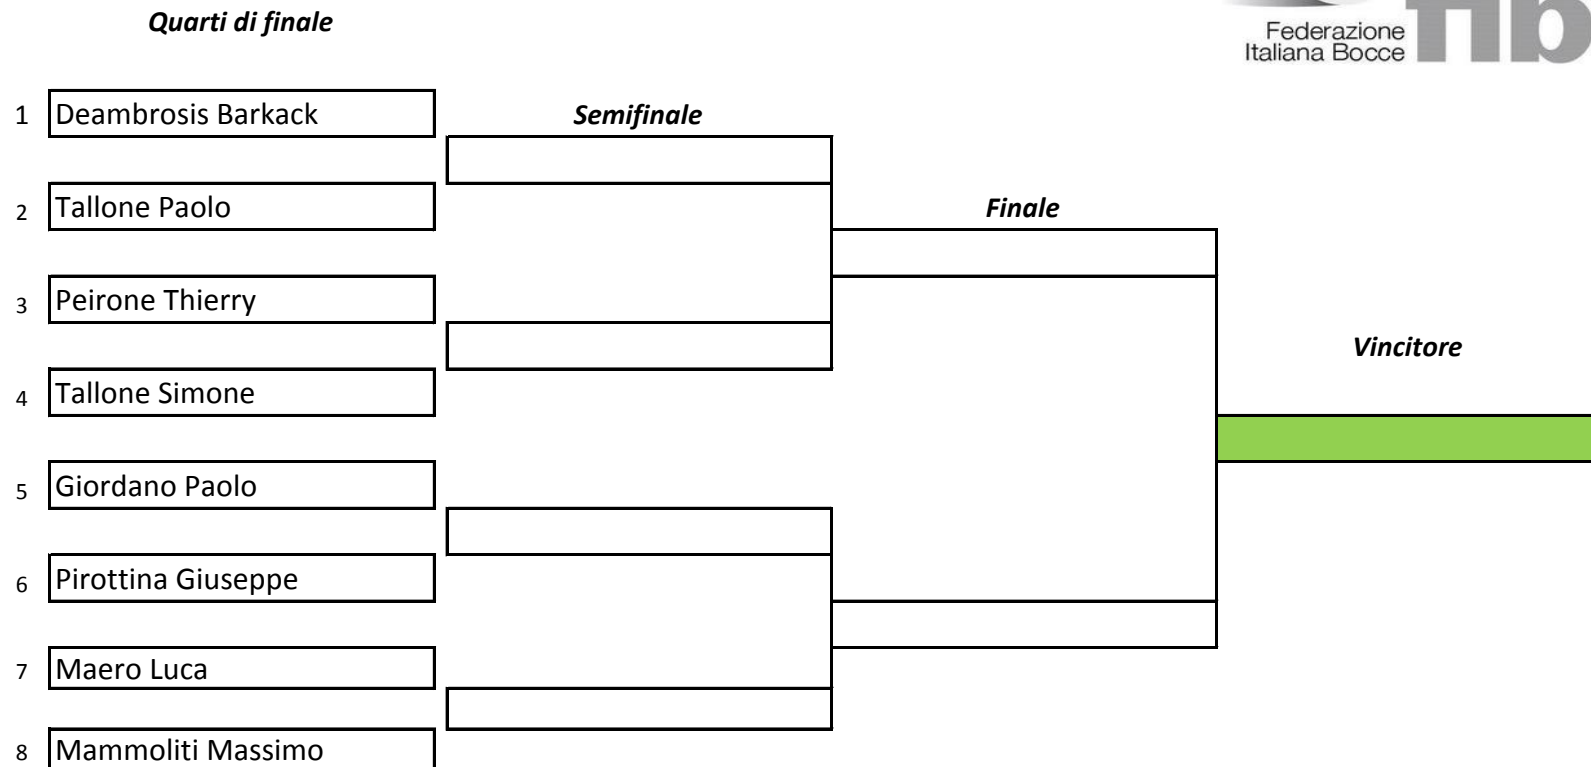 Quarti di finale
Federazione
Italiana Bocce
fib
1 Deambrosis Barkack
Semifinale
2 Tallone Paolo
Finale
3 Peirone Thierry
Vincitore
4 Tallone Simone
5 Giordano Paolo
6 Pirottina Giuseppe
7 Maero Luca
8 Mammoliti Massimo